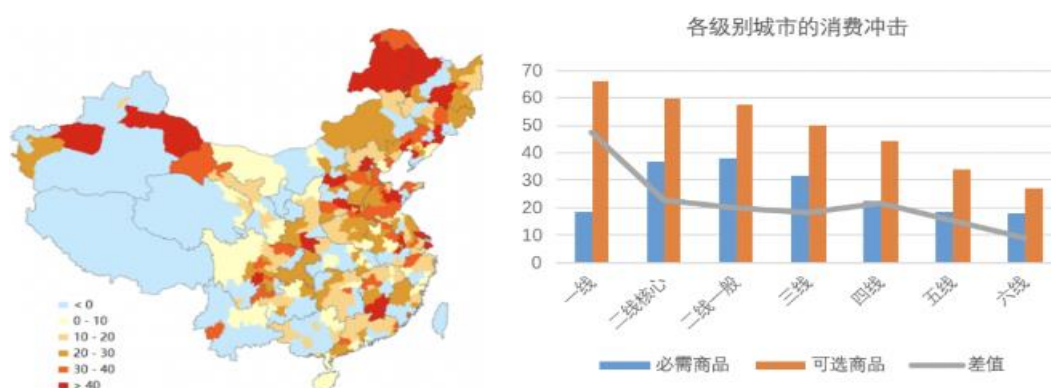 < 0
0 - 10
10 - 20
20 - 30
30 - 40
> 40
各级别城市的消费冲击
70
60
50
40
30
20
10
0
一线
二线核心
二线一般
三线
四线
五线
六线
必需商品 可选商品 差值